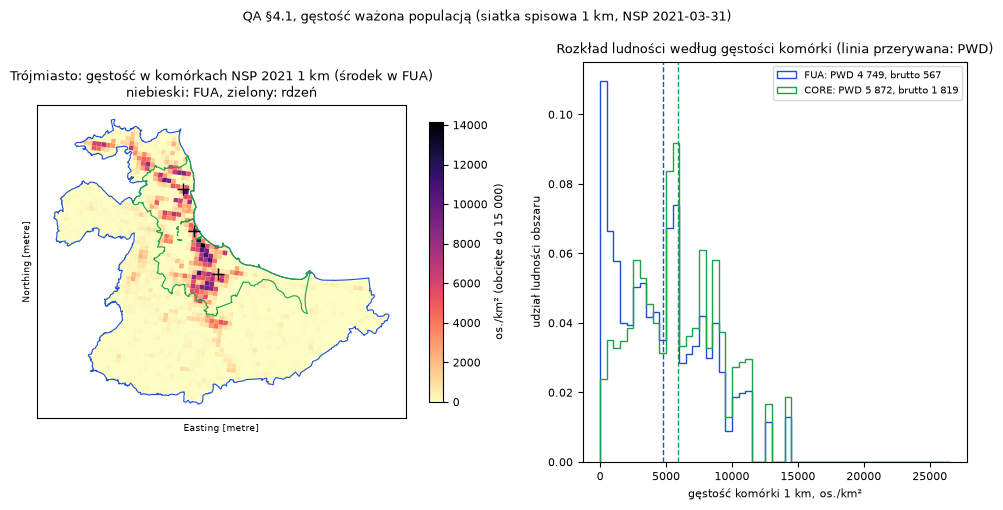 QA §4.1, gęstość ważona populacją (siatka spisowa 1 km, NSP 2021-03-31)
Trójmiasto: gęstość w komórkach NSP 2021 1 km (środek w FUA)
niebieski: FUA, zielony: rdzeń
Northing [metre]
Easting [metre]
14000
12000
10000
8000
6000
4000
2000
0
os./km² (obcięte do 15 000)
Rozkład ludności według gęstości komórki (linia przerywana: PWD)
FUA: PWD 4 749, brutto 567
CORE: PWD 5 872, brutto 1 819
udział ludności obszaru
0.10
0.08
0.06
0.04
0.02
0.00
0
5000
10000
15000
20000
25000
gęstość komórki 1 km, os./km²